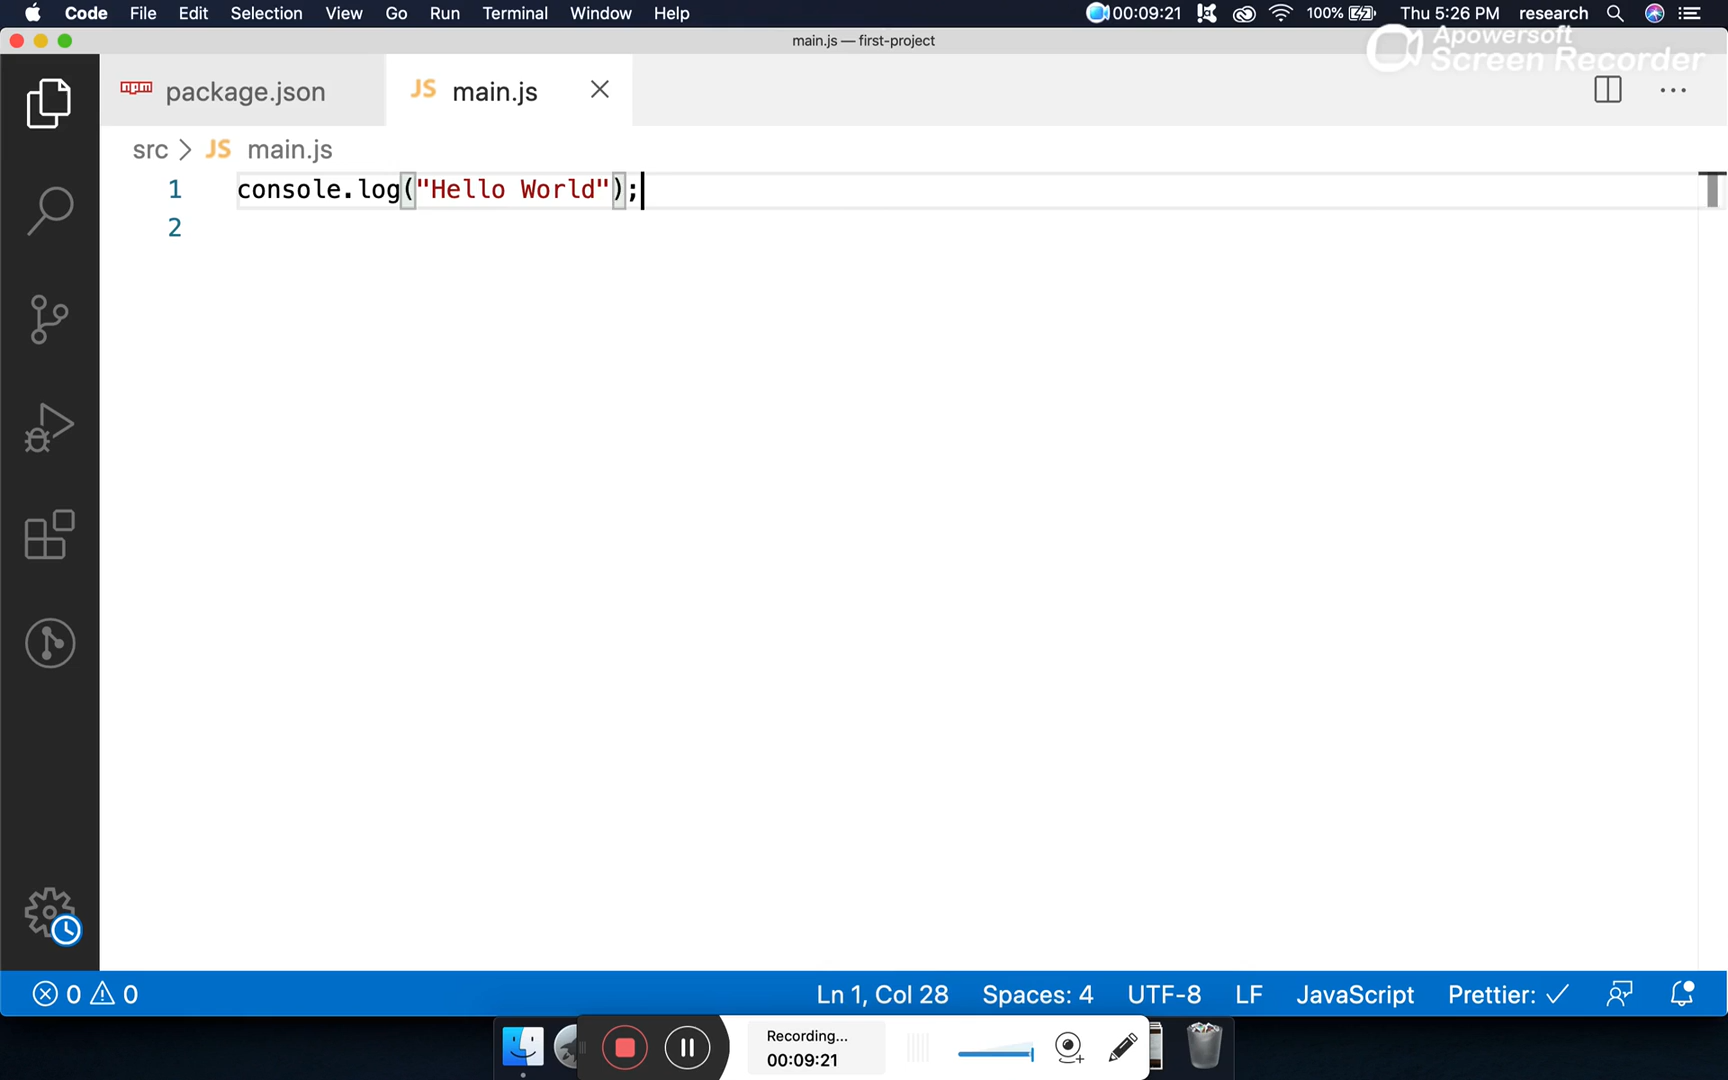 Code File Edit Selection View Go Run Terminal Window Help 00:09:21 100% Thu 5:26 PM research
main.js — first-project
Apowersoft
Screen Recorder
npm package.json JS main.js
src > JS main.js
1 console.log("Hello World");
2
0 0 Ln 1, Col 28 Spaces: 4 UTF-8 LF JavaScript Prettier: ✓
Recording...
00:09:21